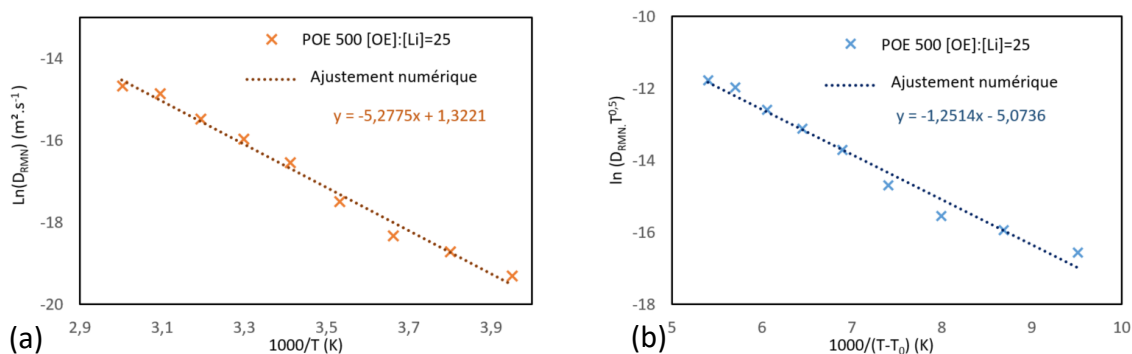 POE 500 [OE]:[Li]=25
Ajustement numérique
y = -5,2775x + 1,3221
-14
-16
-18
-20
Ln(D_RMN) (m².s⁻¹)
2,9 3,1 3,3 3,5 3,7 3,9
1000/T (K)
(a)
POE 500 [OE]:[Li]=25
Ajustement numérique
y = -1,2514x - 5,0736
-10
-12
-14
-16
-18
ln (D_RMN.T^0,5)
5 6 7 8 9 10
1000/(T-T₀) (K)
(b)